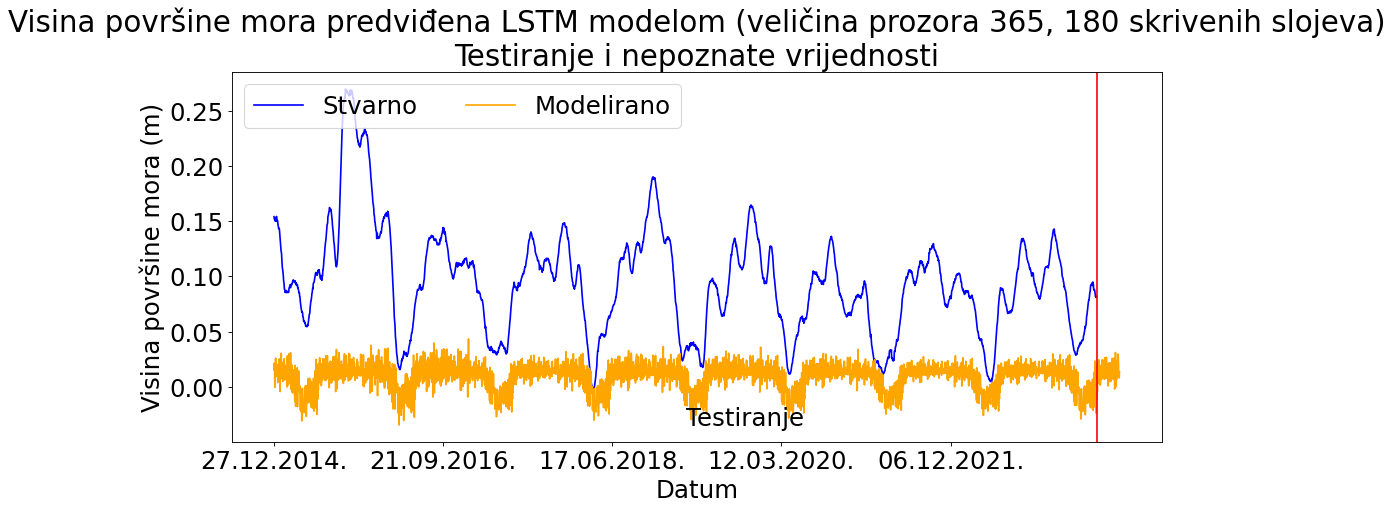 Visina površine mora predviđena LSTM modelom (veličina prozora 365, 180 skrivenih slojeva)
Testiranje i nepoznate vrijednosti
Stvarno
Modelirano
Visina površine mora (m)
0.25
0.20
0.15
0.10
0.05
0.00
Testiranje
27.12.2014.
21.09.2016.
17.06.2018.
12.03.2020.
06.12.2021.
Datum